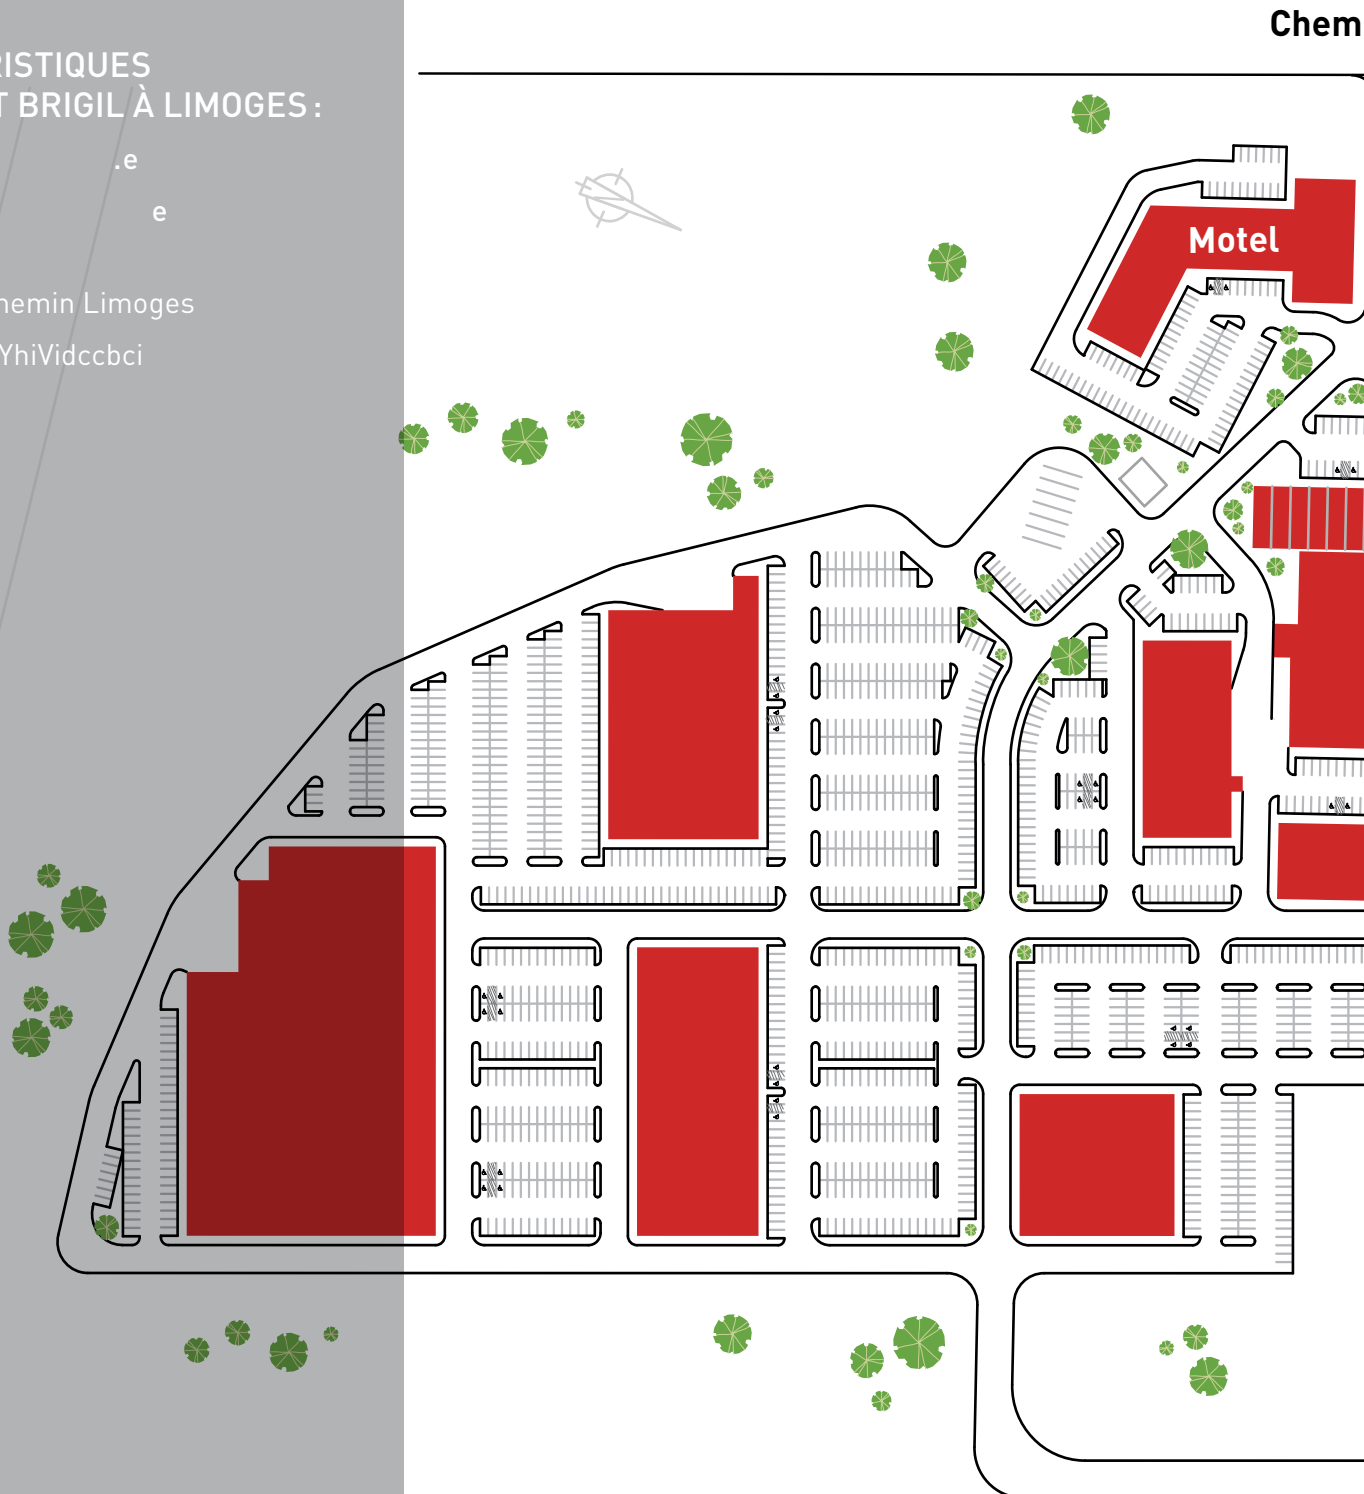 RISTIQUES
T BRIGIL À LIMOGES :
.e
e
hemin Limoges
YhiVidccbci
Chem
Motel